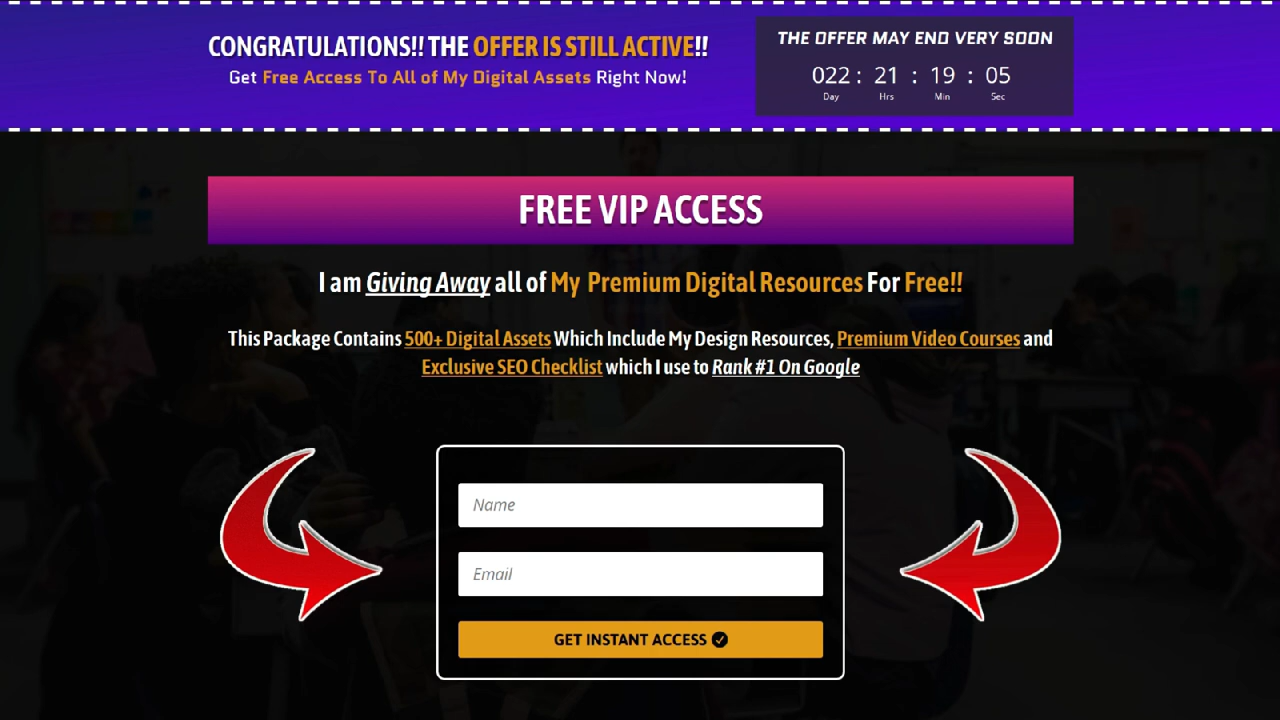 CONGRATULATIONS!! THE OFFER IS STILL ACTIVE!!
Get Free Access To All of My Digital Assets Right Now!
THE OFFER MAY END VERY SOON
022 : 21 : 19 : 05
Day Hrs Min Sec
FREE VIP ACCESS
I am Giving Away all of My Premium Digital Resources For Free!!
This Package Contains 500+ Digital Assets Which Include My Design Resources, Premium Video Courses and
Exclusive SEO Checklist which I use to Rank #1 On Google
Name
Email
GET INSTANT ACCESS